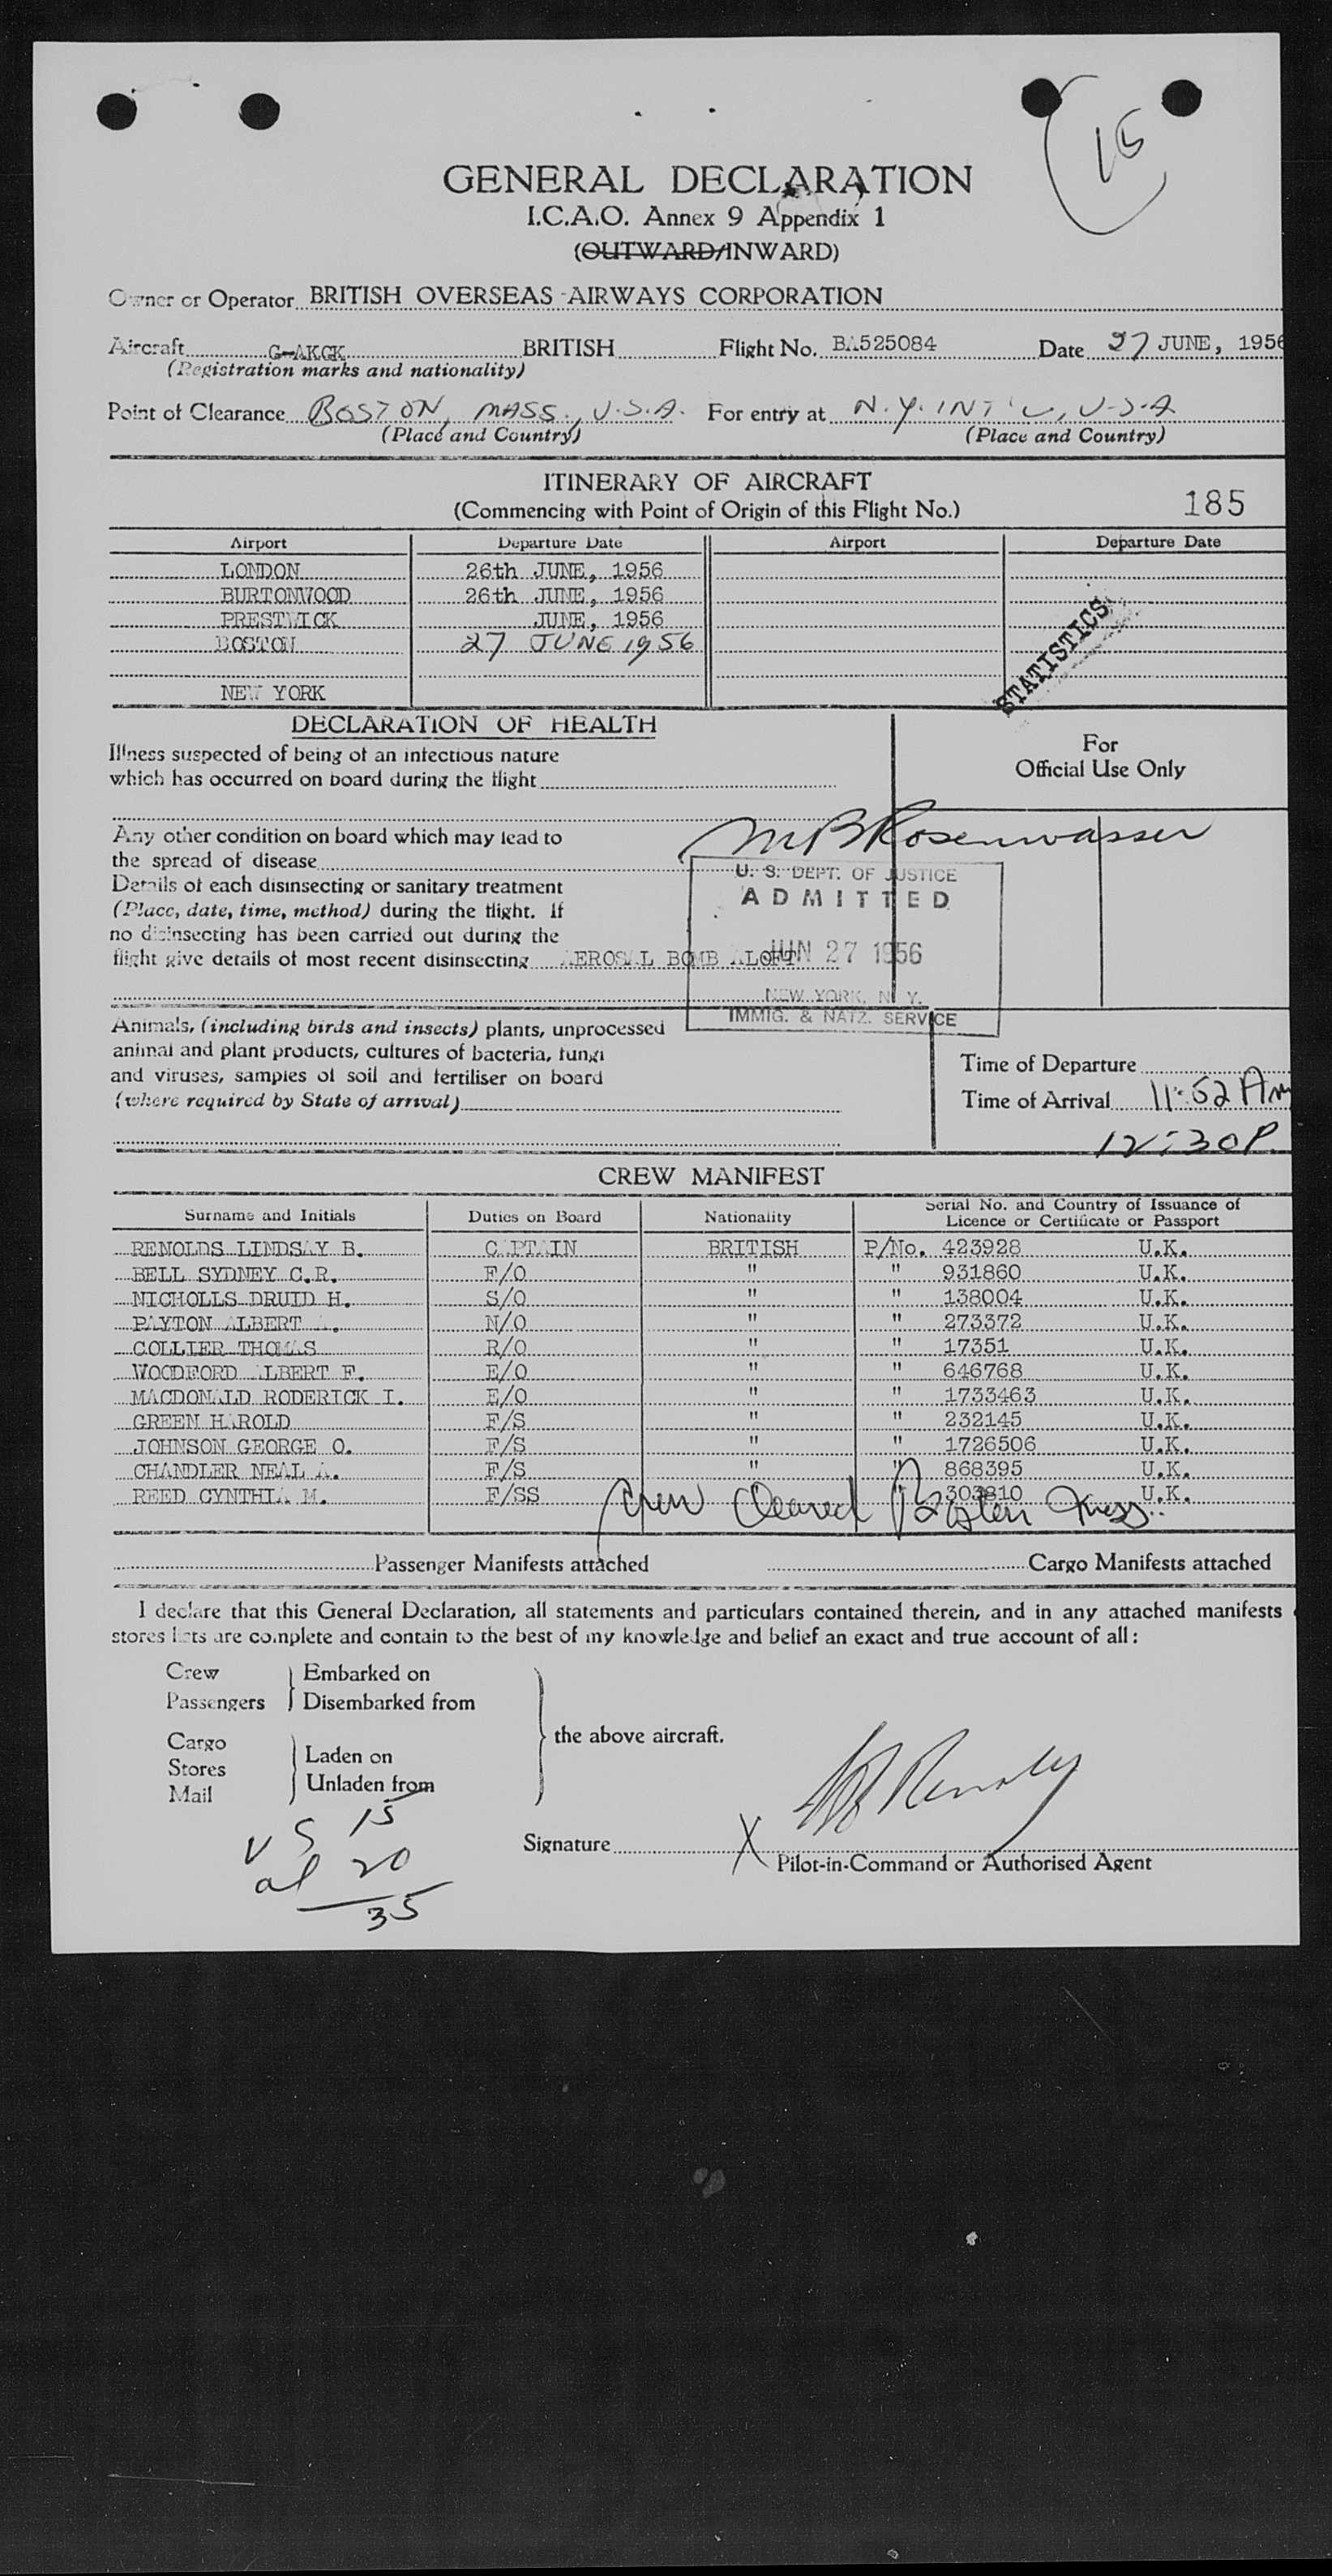 15
GENERAL DECLARATION
I.C.A.O. Annex 9 Appendix 1
(OUTWARD/INWARD)
Owner or Operator BRITISH OVERSEAS AIRWAYS CORPORATION
Aircraft G-AKGK BRITISH Flight No. BA525084 Date 27 JUNE, 1956
(Registration marks and nationality)
Point of Clearance BOSTON, MASS., U.S.A. For entry at N.Y. INT'L, U.S.A
(Place and Country) (Place and Country)
ITINERARY OF AIRCRAFT
(Commencing with Point of Origin of this Flight No.) 185
Airport Departure Date Airport Departure Date
LONDON 26th JUNE, 1956
BURTONWOOD 26th JUNE, 1956
PRESTWICK JUNE, 1956
BOSTON 27 JUNE 1956
STATISTICS
NEW YORK
DECLARATION OF HEALTH
Illness suspected of being of an infectious nature
which has occurred on board during the flight
For
Official Use Only
Any other condition on board which may lead to
the spread of disease
M B Rosenwasser
Details of each disinsecting or sanitary treatment
(Place, date, time, method) during the flight. If
no disinsecting has been carried out during the
flight give details of most recent disinsecting AEROSAL BOMB ALOFT
U. S. DEPT. OF JUSTICE
ADMITTED
JUN 27 1956
NEW YORK, N. Y.
IMMIG. & NATZ. SERVICE
Animals, (including birds and insects) plants, unprocessed
animal and plant products, cultures of bacteria, fungi
and viruses, samples of soil and fertiliser on board
(where required by State of arrival)
Time of Departure
Time of Arrival 11:52 Am
12:30P.
CREW MANIFEST
Surname and Initials Duties on Board Nationality Serial No. and Country of Issuance of Licence or Certificate or Passport
RENOLDS LINDSAY B. CAPTAIN BRITISH P/No. 423928 U.K.
BELL SYDNEY C.R. F/O " " 931860 U.K.
NICHOLLS DRUID H. S/O " " 138004 U.K.
PAYTON ALBERT A. N/O " " 273372 U.K.
COLLIER THOMAS R/O " " 17351 U.K.
WOODFORD ALBERT F. E/O " " 646768 U.K.
MACDONALD RODERICK I. E/O " " 1733463 U.K.
GREEN HAROLD F/S " " 232145 U.K.
JOHNSON GEORGE O. F/S " " 1726506 U.K.
CHANDLER NEAL A. F/S " " 868395 U.K.
REED CYNTHIA M. F/SS " 303810 U.K.
Crew Cleared Boston
Passenger Manifests attached Cargo Manifests attached
I declare that this General Declaration, all statements and particulars contained therein, and in any attached manifests
stores lists are complete and contain to the best of my knowledge and belief an exact and true account of all:
Crew
Passengers
Embarked on
Disembarked from
Cargo
Stores
Mail
Laden on
Unladen from
the above aircraft.
Signature X
Pilot-in-Command or Authorised Agent
US 15
al 20
35